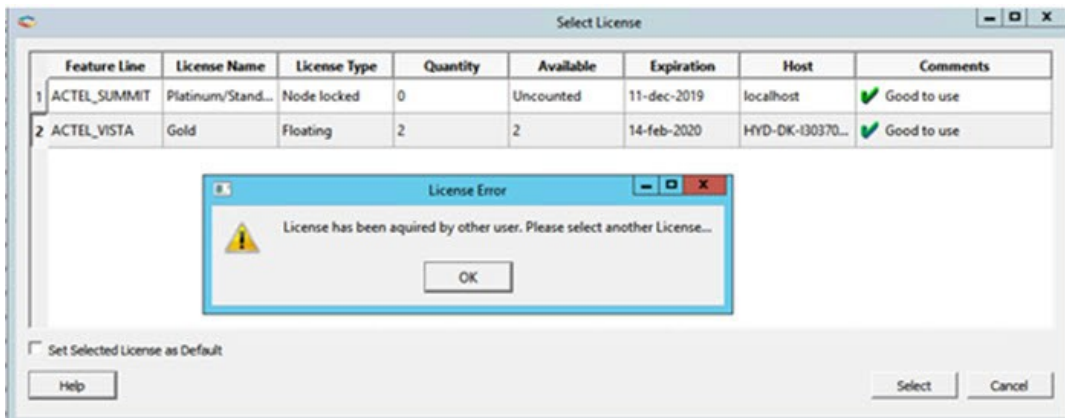 Select License
Feature Line License Name License Type Quantity Available Expiration Host Comments
1 ACTEL_SUMMIT Platinum/Stand... Node locked 0 Uncounted 11-dec-2019 localhost Good to use
2 ACTEL_VISTA Gold Floating 2 2 14-feb-2020 HYD-DK-I30370... Good to use
License Error
License has been aquired by other user. Please select another License...
OK
Set Selected License as Default
Help Select Cancel